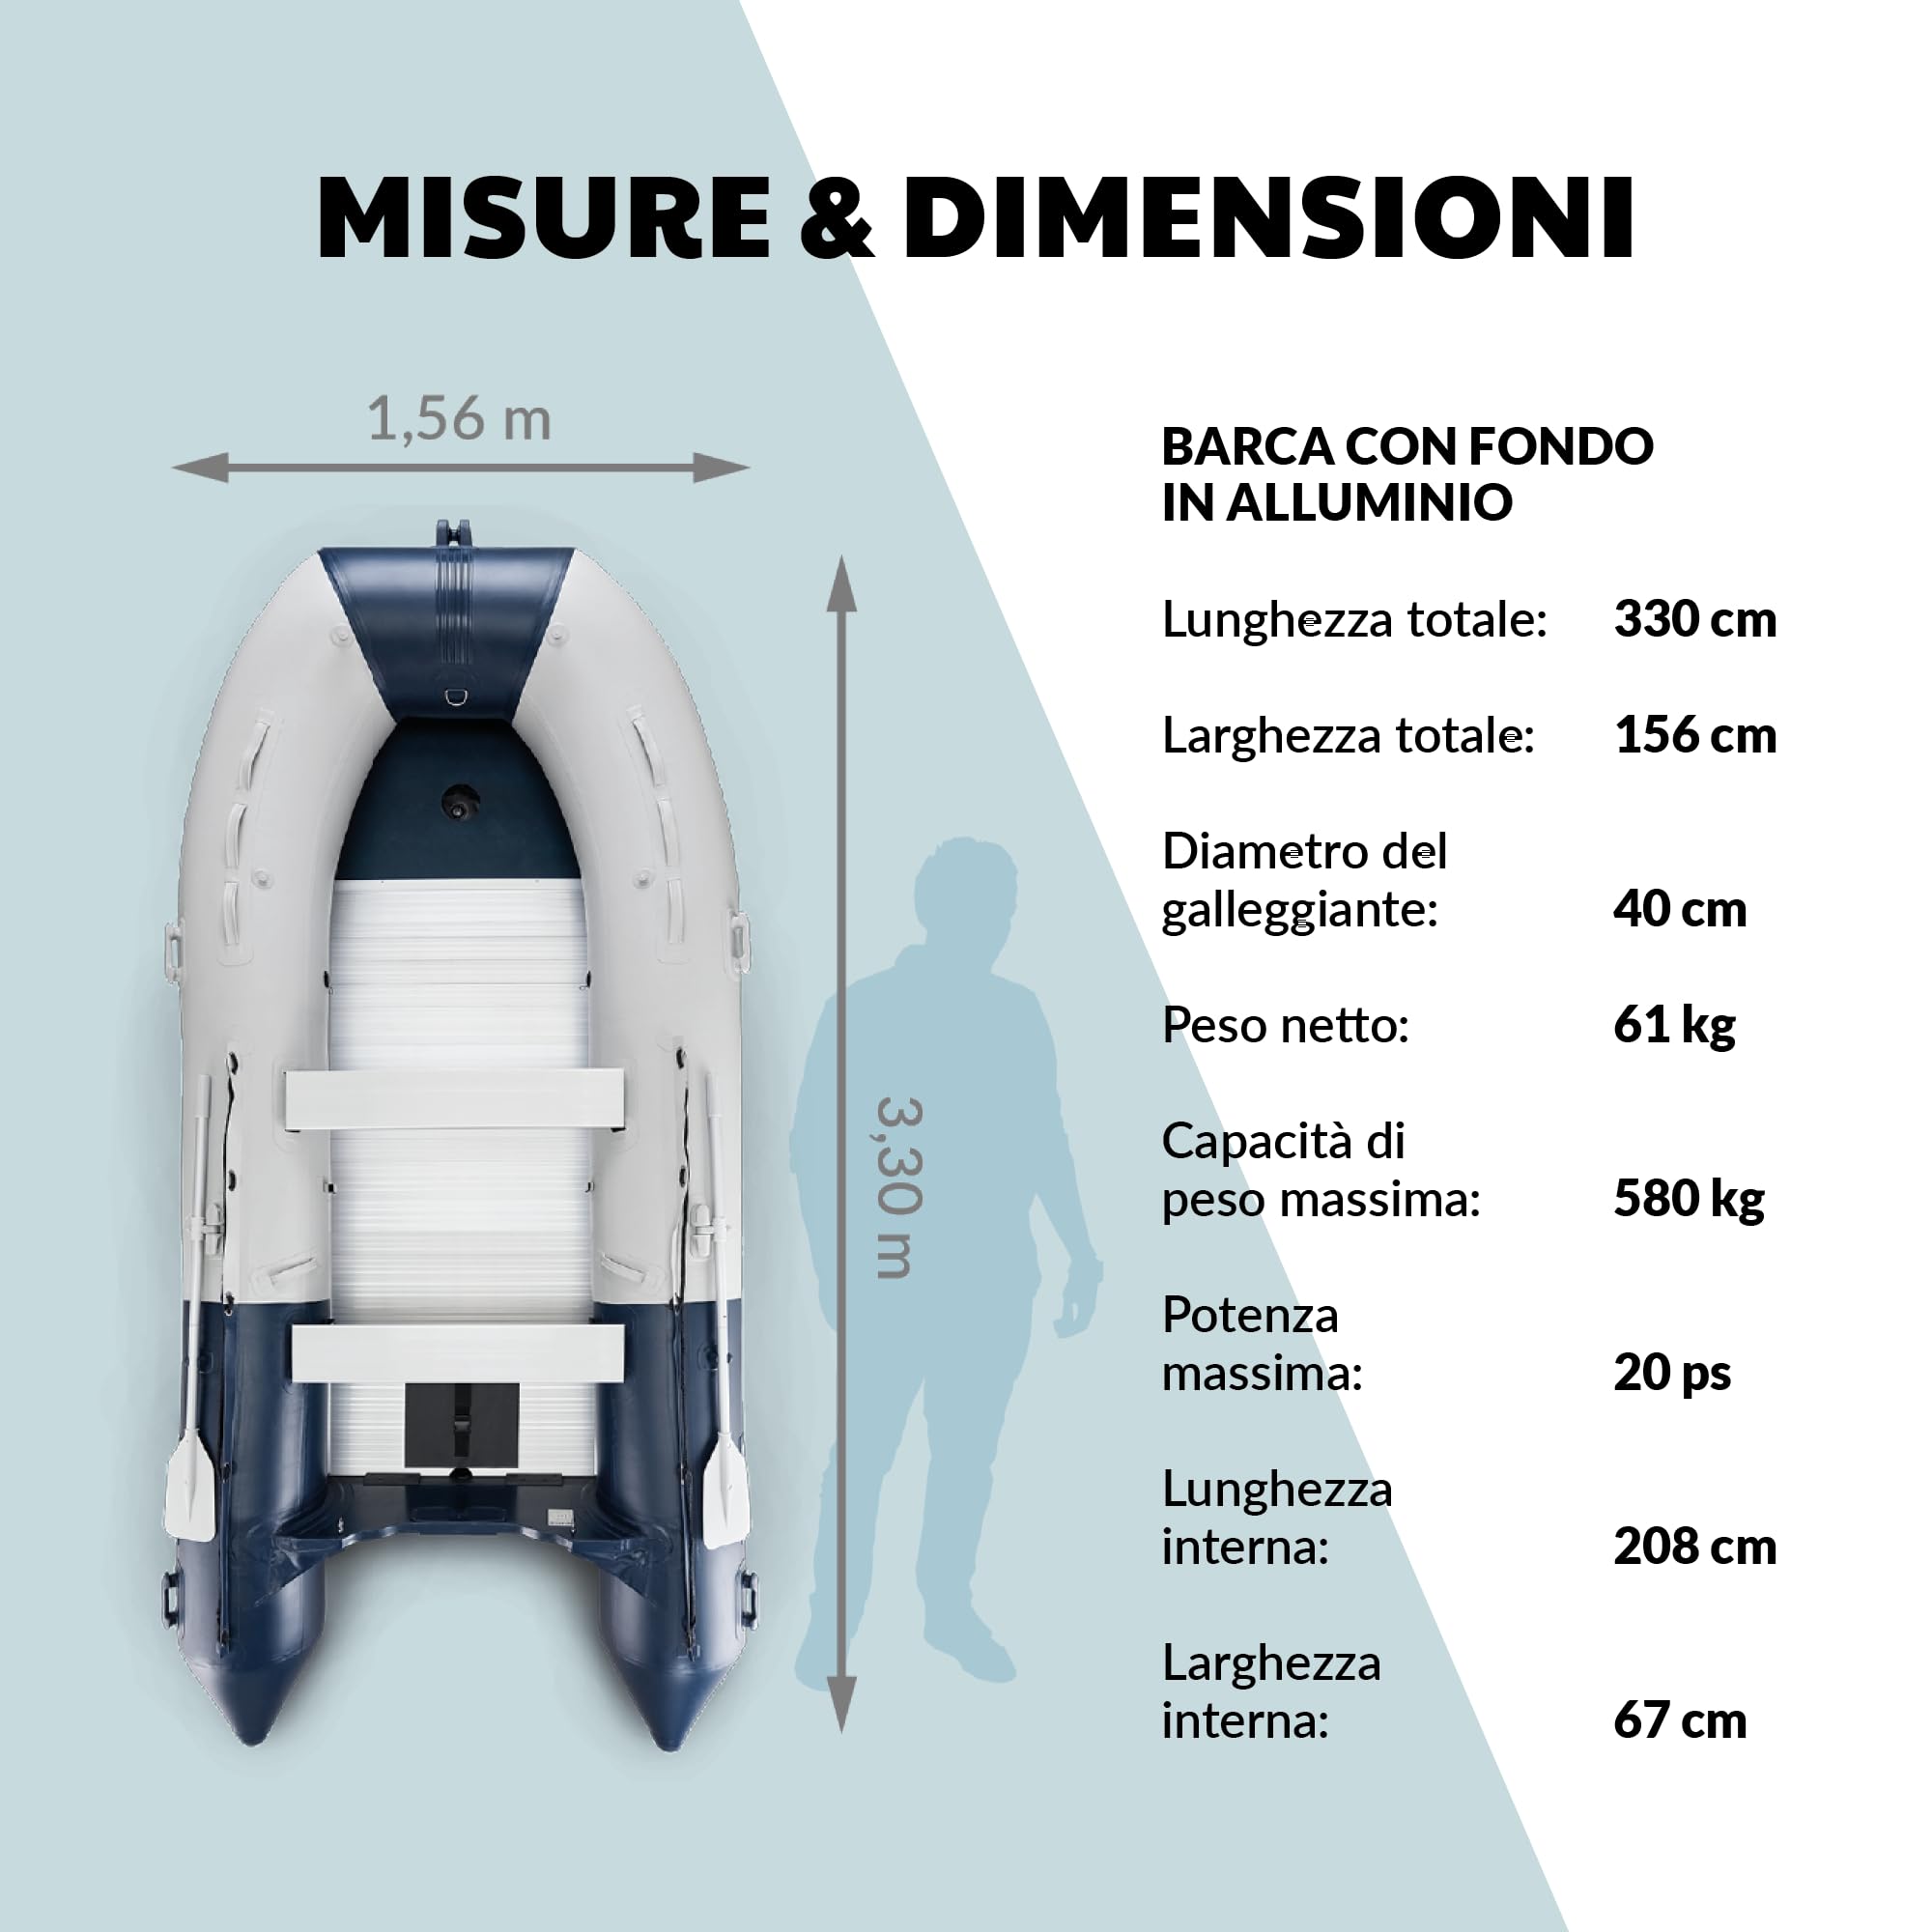 MISURE & DIMENSIONI
1,56 m
3,30 m
BARCA CON FONDO
IN ALLUMINIO
Lunghezza totale: 330 cm
Larghezza totale: 156 cm
Diametro del
galleggiante: 40 cm
Peso netto: 61 kg
Capacità di
peso massima: 580 kg
Potenza
massima: 20 ps
Lunghezza
interna: 208 cm
Larghezza
interna: 67 cm